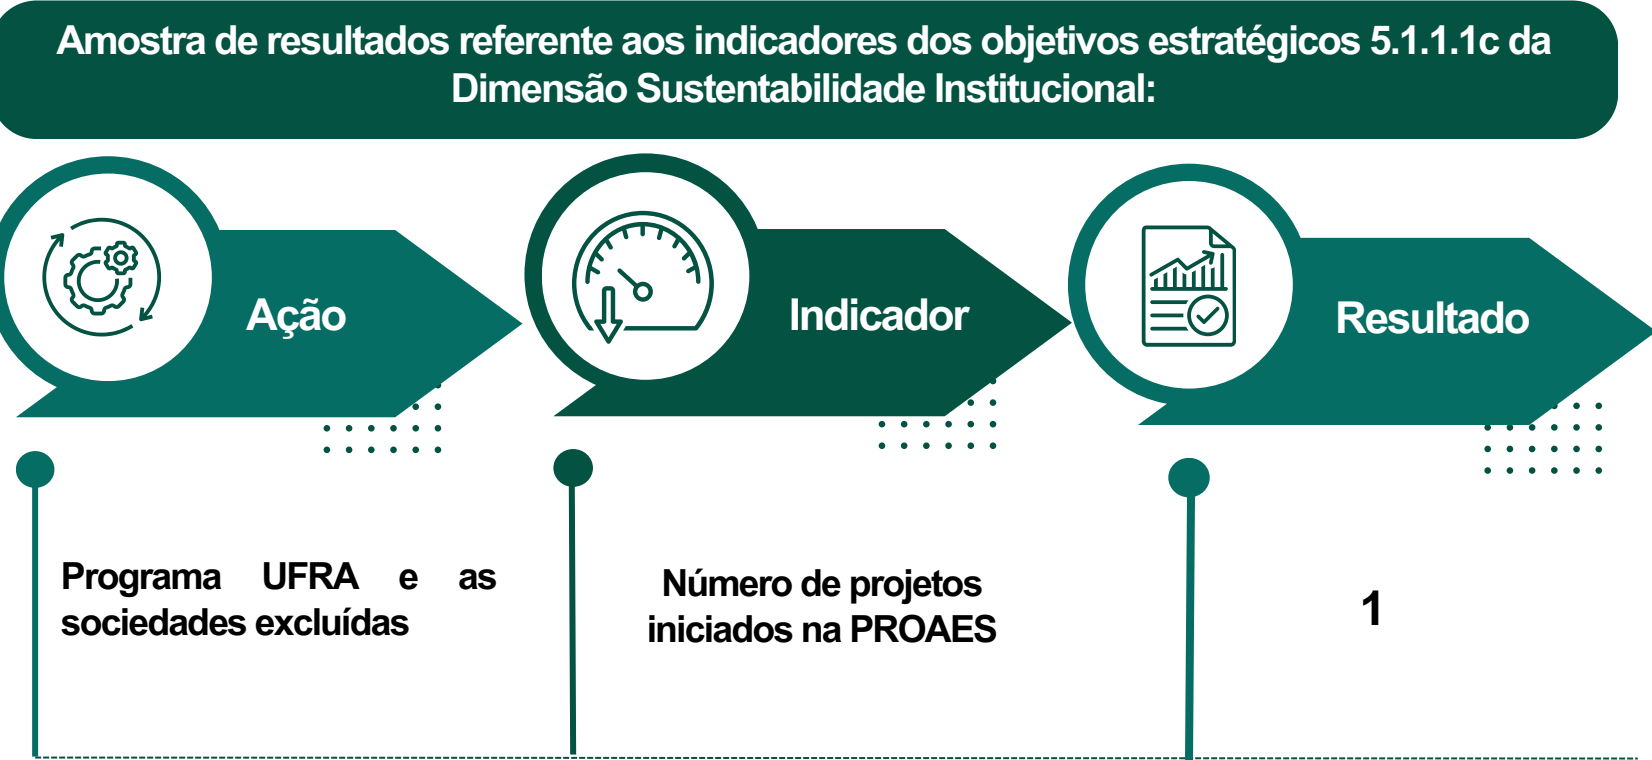 Amostra de resultados referente aos indicadores dos objetivos estratégicos 5.1.1.1c da
Dimensão Sustentabilidade Institucional:
Ação
Indicador
Resultado
Programa UFRA e as
sociedades excluídas
Número de projetos
iniciados na PROAES
1